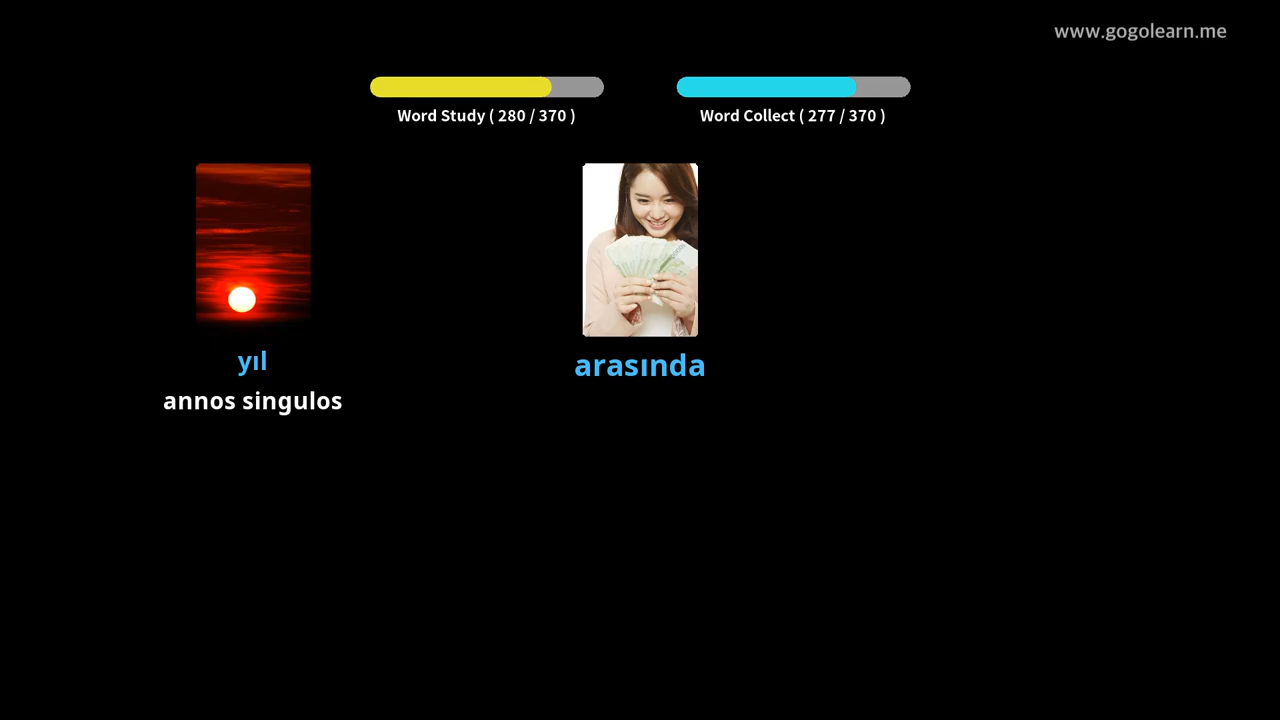 www.gogolearn.me
Word Study ( 280 / 370 )
Word Collect ( 277 / 370 )
yıl
annos singulos
arasında